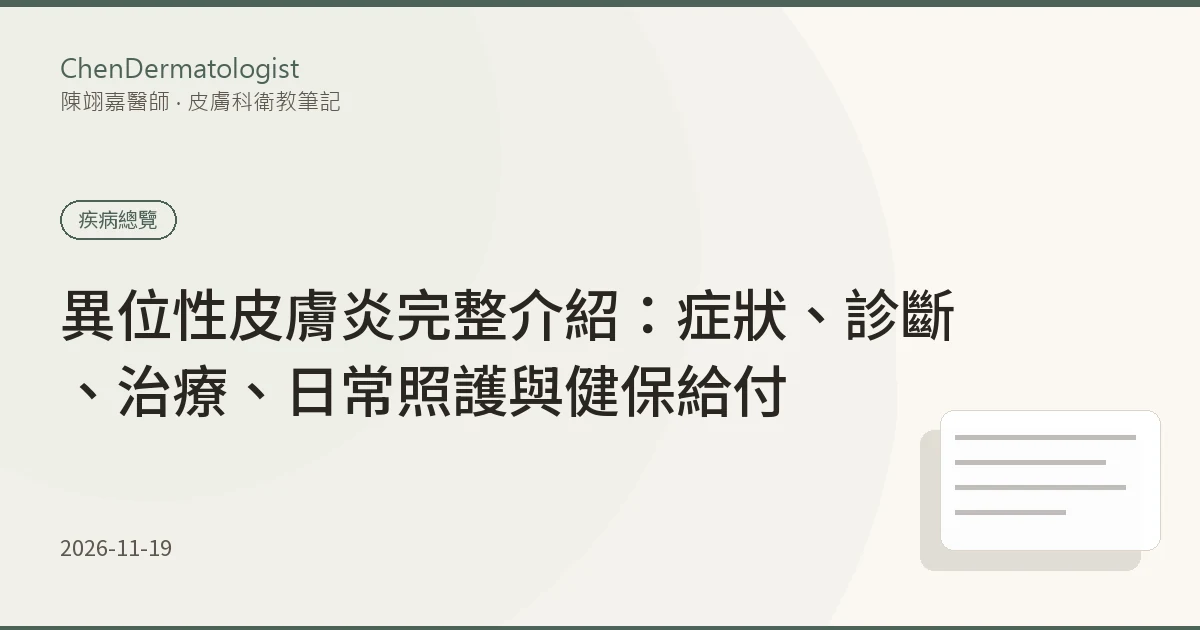 ChenDermatologist
陳翊嘉醫師 · 皮膚科衛教筆記
疾病總覽
異位性皮膚炎完整介紹：症狀、診斷
、治療、日常照護與健保給付
2026-11-19